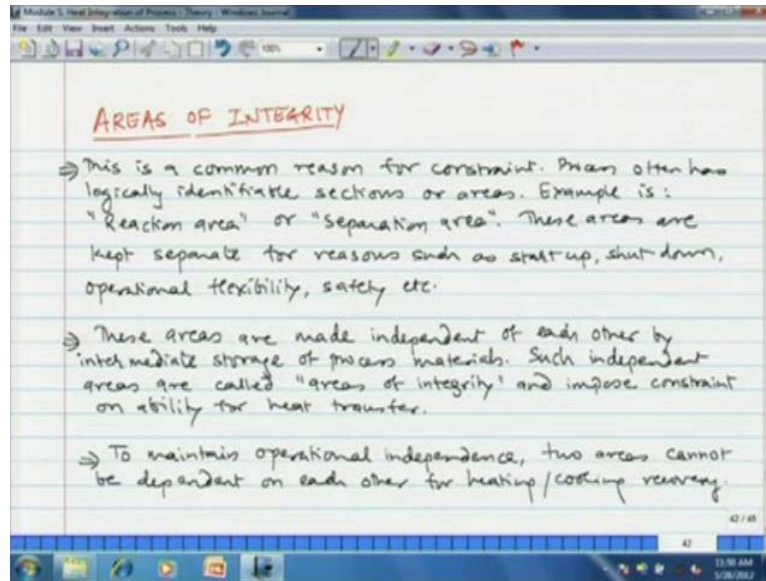 Module 5. Heat Integration of Process - Theory - Windows Journal
File Edit View Insert Actions Tools Help
100%
AREAS OF INTEGRITY
⇒ This is a common reason for constraint. Process often has
logically identifiable sections or areas. Example is :
"Reaction area" or "Separation area". These areas are
kept separate for reasons such as start up, shut down,
operational flexibility, safety etc.
⇒ These areas are made independent of each other by
intermediate storage of process materials. Such independent
areas are called "areas of integrity" and impose constraint
on ability for heat transfer.
⇒ To maintain operational independence, two areas cannot
be dependent on each other for heating/cooling recovery.
42 / 45
42
11:50 AM
5/28/2012